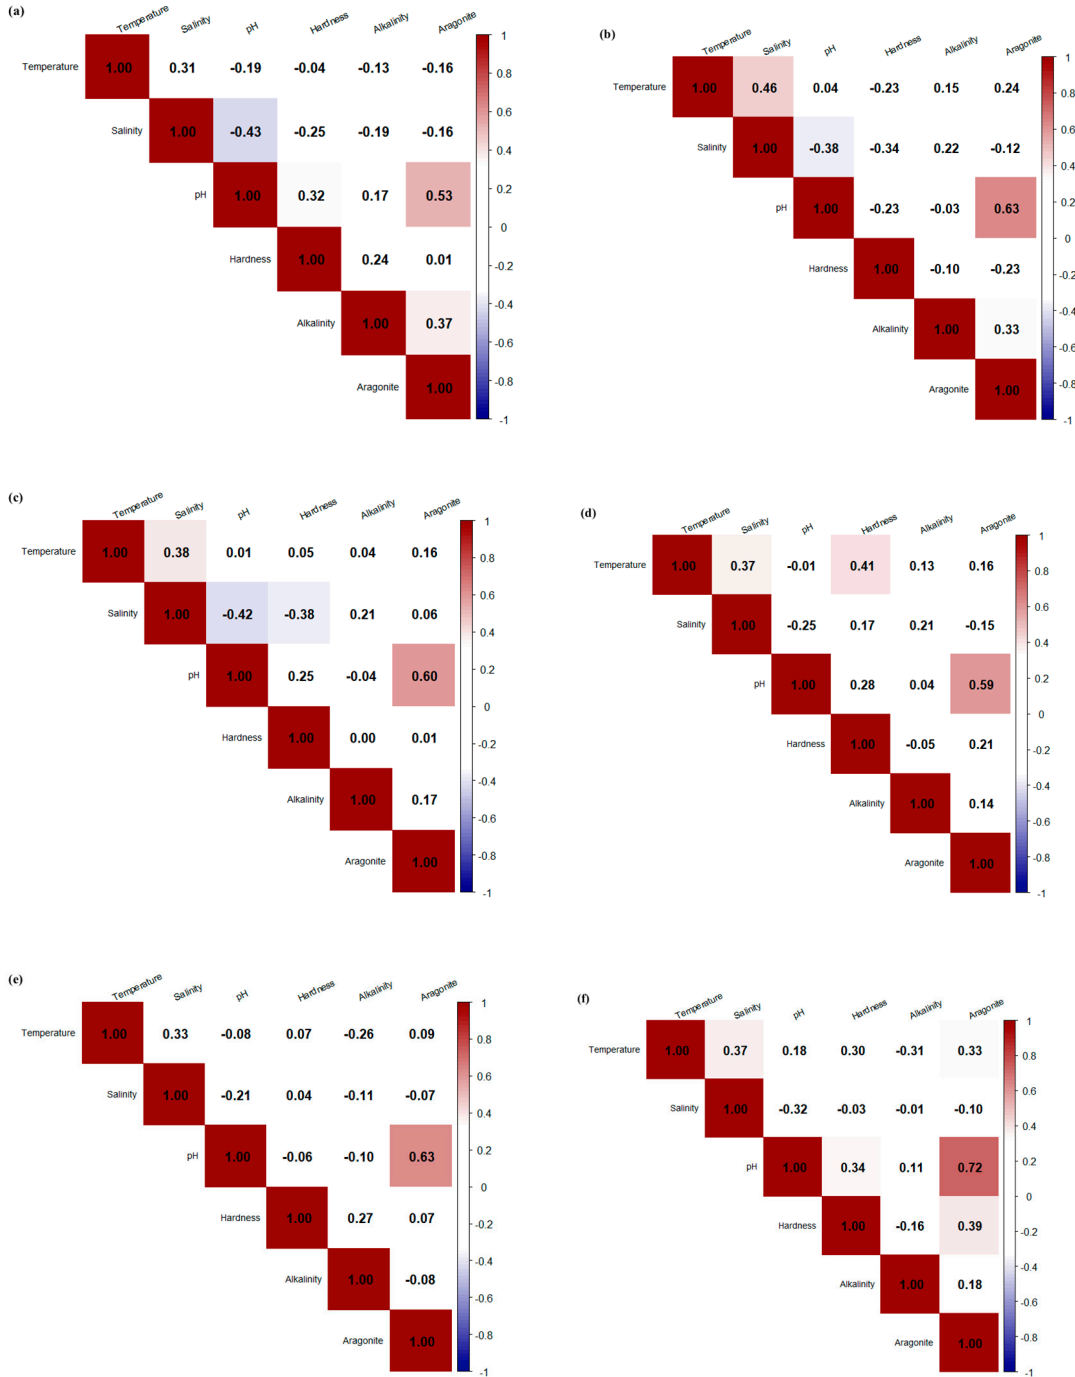 (a)
Temperature Salinity pH Hardness Alkalinity Aragonite
Temperature 1.00 0.31 -0.19 -0.04 -0.13 -0.16
Salinity 1.00 -0.43 -0.25 -0.19 -0.16
pH 1.00 0.32 0.17 0.53
Hardness 1.00 0.24 0.01
Alkalinity 1.00 0.37
Aragonite 1.00
1
0.8
0.6
0.4
0.2
0
-0.2
-0.4
-0.6
-0.8
-1
(b)
Temperature Salinity pH Hardness Alkalinity Aragonite
Temperature 1.00 0.46 0.04 -0.23 0.15 0.24
Salinity 1.00 -0.38 -0.34 0.22 -0.12
pH 1.00 -0.23 -0.03 0.63
Hardness 1.00 -0.10 -0.23
Alkalinity 1.00 0.33
Aragonite 1.00
1
0.8
0.6
0.4
0.2
0
-0.2
-0.4
-0.6
-0.8
-1
(c)
Temperature Salinity pH Hardness Alkalinity Aragonite
Temperature 1.00 0.38 0.01 0.05 0.04 0.16
Salinity 1.00 -0.42 -0.38 0.21 0.06
pH 1.00 0.25 -0.04 0.60
Hardness 1.00 0.00 0.01
Alkalinity 1.00 0.17
Aragonite 1.00
1
0.8
0.6
0.4
0.2
0
-0.2
-0.4
-0.6
-0.8
-1
(d)
Temperature Salinity pH Hardness Alkalinity Aragonite
Temperature 1.00 0.37 -0.01 0.41 0.13 0.16
Salinity 1.00 -0.25 0.17 0.21 -0.15
pH 1.00 0.28 0.04 0.59
Hardness 1.00 -0.05 0.21
Alkalinity 1.00 0.14
Aragonite 1.00
1
0.8
0.6
0.4
0.2
0
-0.2
-0.4
-0.6
-0.8
-1
(e)
Temperature Salinity pH Hardness Alkalinity Aragonite
Temperature 1.00 0.33 -0.08 0.07 -0.26 0.09
Salinity 1.00 -0.21 0.04 -0.11 -0.07
pH 1.00 -0.06 -0.10 0.63
Hardness 1.00 0.27 0.07
Alkalinity 1.00 -0.08
Aragonite 1.00
1
0.8
0.6
0.4
0.2
0
-0.2
-0.4
-0.6
-0.8
-1
(f)
Temperature Salinity pH Hardness Alkalinity Aragonite
Temperature 1.00 0.37 0.18 0.30 -0.31 0.33
Salinity 1.00 -0.32 -0.03 -0.01 -0.10
pH 1.00 0.34 0.11 0.72
Hardness 1.00 -0.16 0.39
Alkalinity 1.00 0.18
Aragonite 1.00
1
0.8
0.6
0.4
0.2
0
-0.2
-0.4
-0.6
-0.8
-1